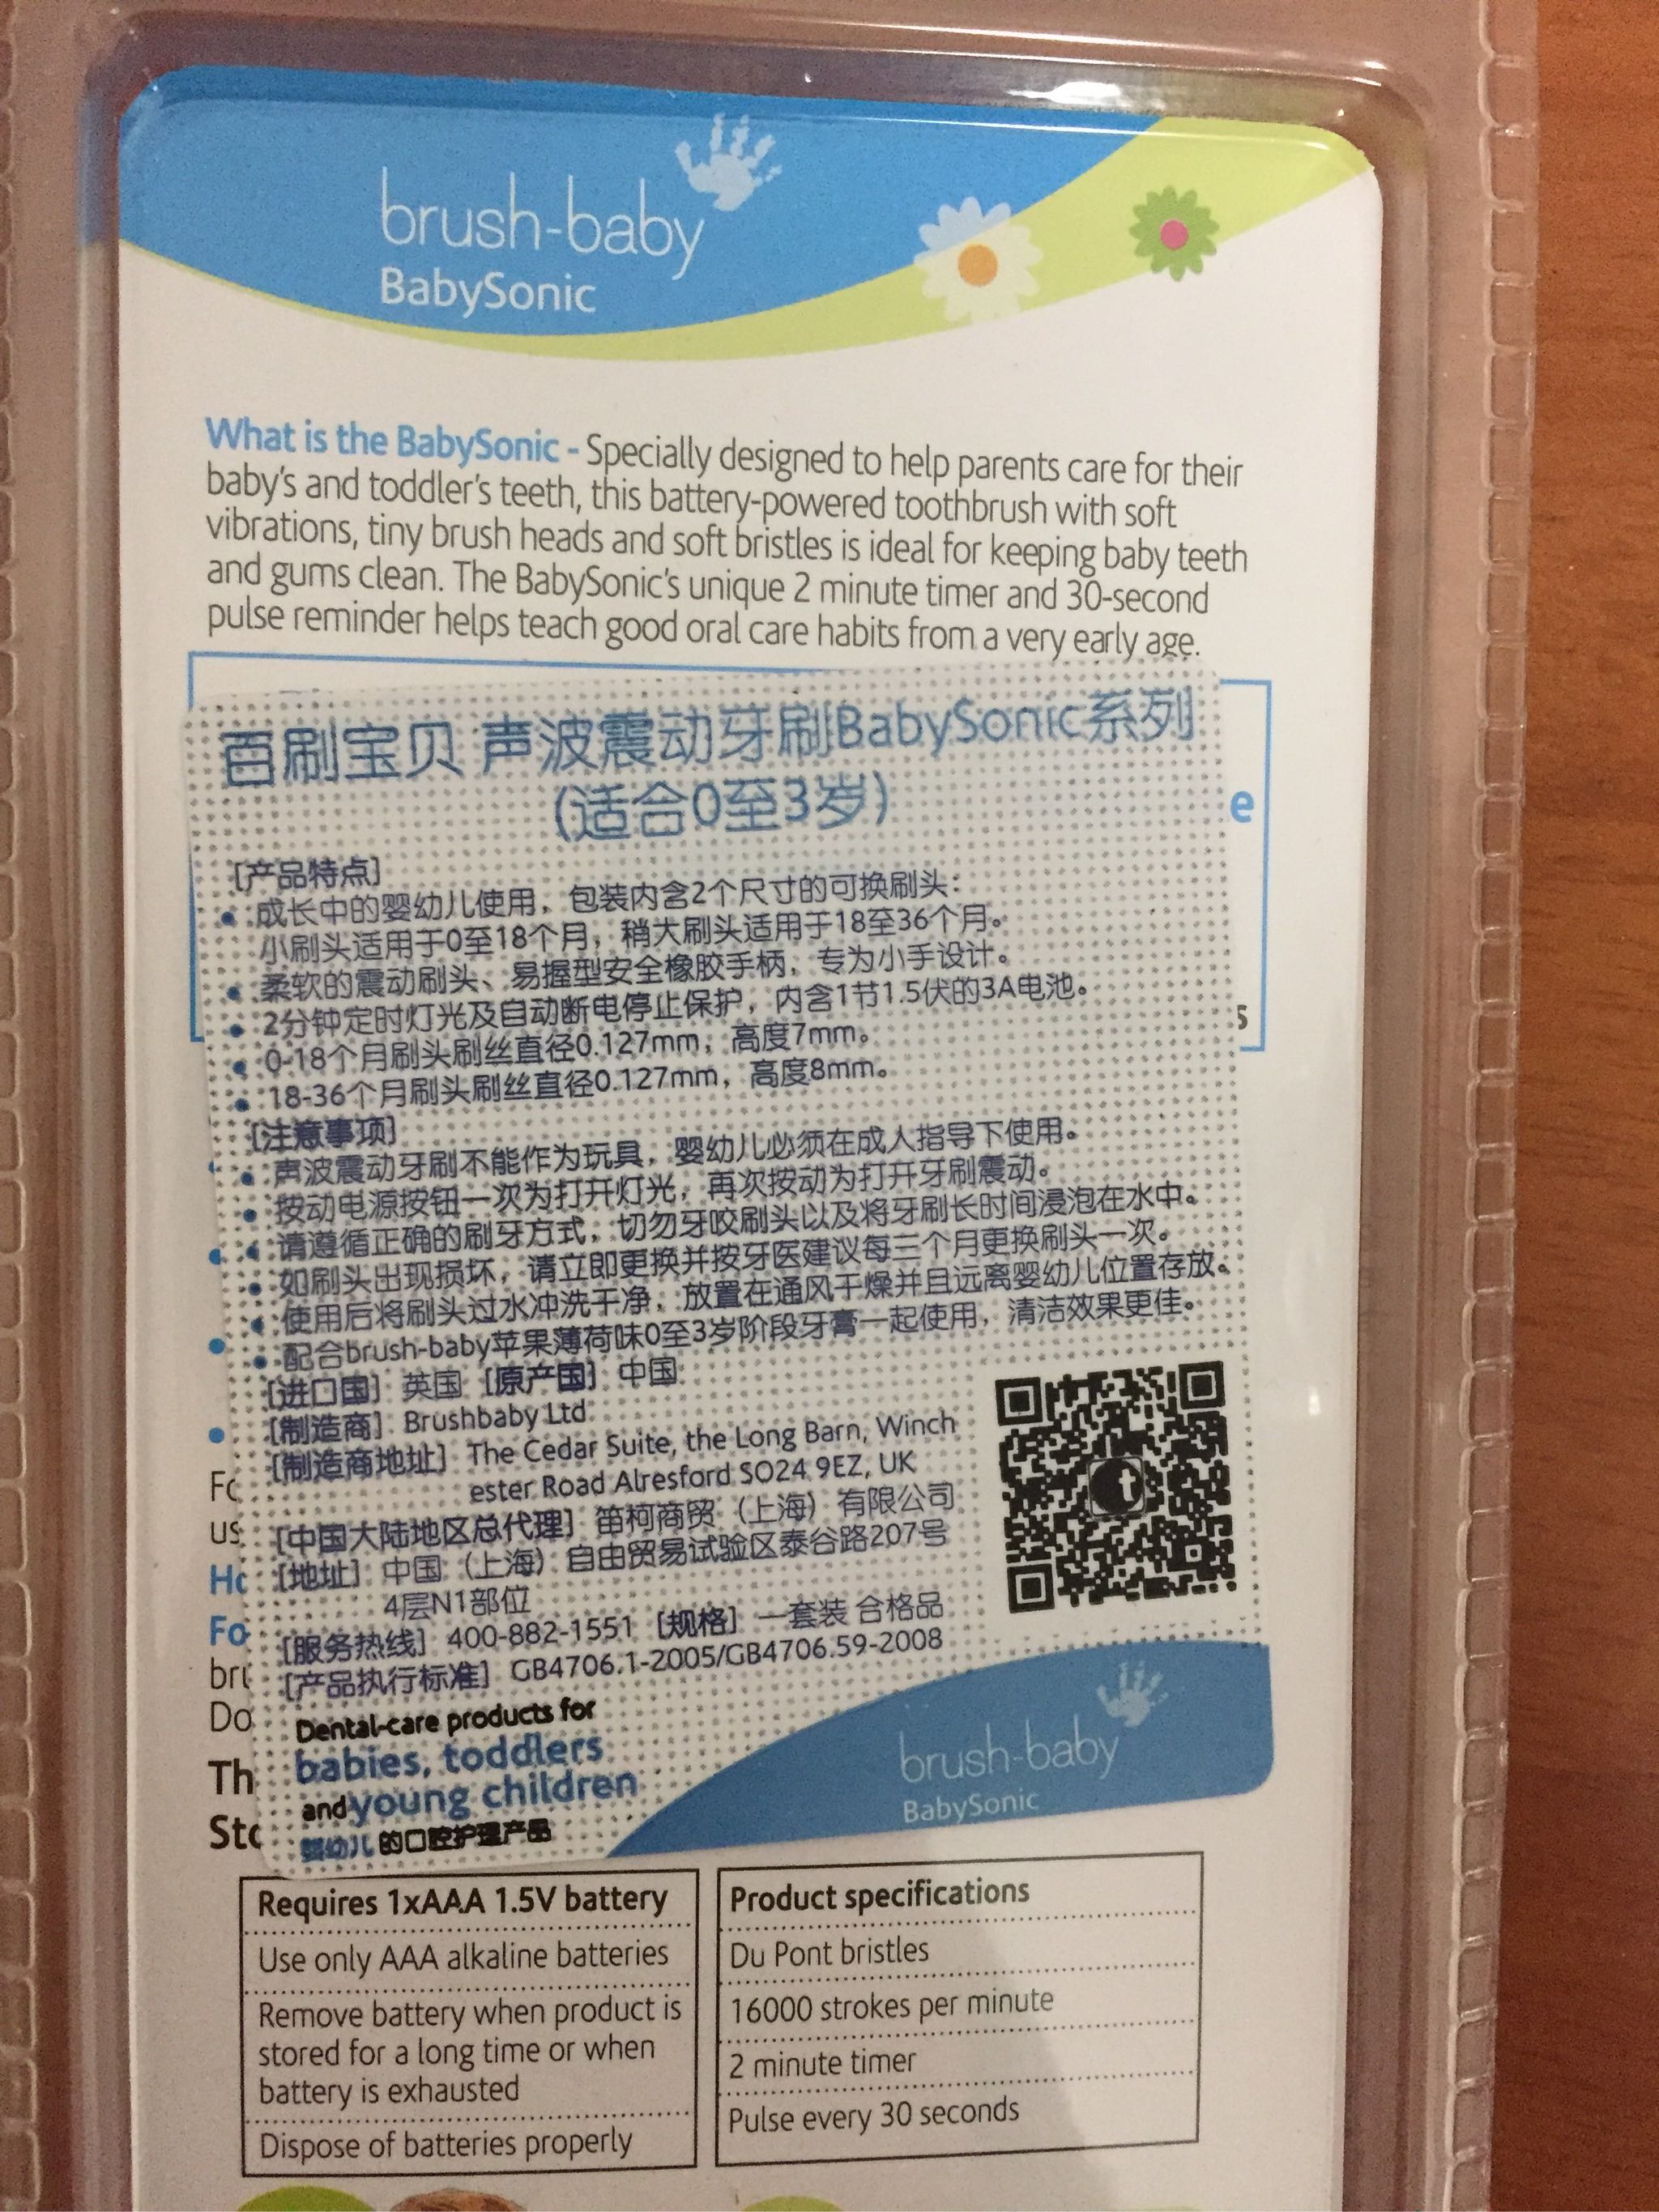 brush-baby
BabySonic
What is the BabySonic - Specially designed to help parents care for their
baby's and toddler's teeth, this battery-powered toothbrush with soft
vibrations, tiny brush heads and soft bristles is ideal for keeping baby teeth
and gums clean. The BabySonic's unique 2 minute timer and 30-second
pulse reminder helps teach good oral care habits from a very early age.
百刷宝贝 声波震动牙刷BabySonic系列
(适合0至3岁)
e
[产品特点]
• 成长中的婴幼儿使用，包装内含2个尺寸的可换刷头：
小刷头适用于0至18个月，稍大刷头适用于18至36个月。
• 柔软的震动刷头、易握型安全橡胶手柄，专为小手设计。
• 2分钟定时灯光及自动断电停止保护，内含1节1.5伏的3A电池。
s
• 0-18个月刷头刷丝直径0.127mm，高度7mm。
• 18-36个月刷头刷丝直径0.127mm，高度8mm。
[注意事项]
• 声波震动牙刷不能作为玩具，婴幼儿必须在成人指导下使用。
• 按动电源按钮一次为打开灯光，再次按动为打开牙刷震动。
• 请遵循正确的刷牙方式，切勿牙咬刷头以及将牙刷长时间浸泡在水中。
• 如刷头出现损坏，请立即更换并按牙医建议每三个月更换刷头一次。
• 使用后将刷头过水冲洗干净，放置在通风干燥并且远离婴幼儿位置存放。
• 配合brush-baby苹果薄荷味0至3岁阶段牙膏一起使用，清洁效果更佳。
[进口国] 英国 [原产国] 中国
[制造商] Brushbaby Ltd
[制造商地址] The Cedar Suite, the Long Barn, Winch
ester Road Alresford SO24 9EZ, UK
[中国大陆地区总代理] 笛柯商贸（上海）有限公司
[地址] 中国（上海）自由贸易试验区泰谷路207号
4层N1部位
[服务热线] 400-882-1551 [规格] 一套装 合格品
[产品执行标准] GB4706.1-2005/GB4706.59-2008
Dental-care products for
babies, toddlers
and young children
婴幼儿的口腔护理产品
brush-baby
BabySonic
us
Fo
Do
Th
Requires 1xAAA 1.5V battery
Use only AAA alkaline batteries
Remove battery when product is
stored for a long time or when
battery is exhausted
Dispose of batteries properly
Product specifications
Du Pont bristles
16000 strokes per minute
2 minute timer
Pulse every 30 seconds